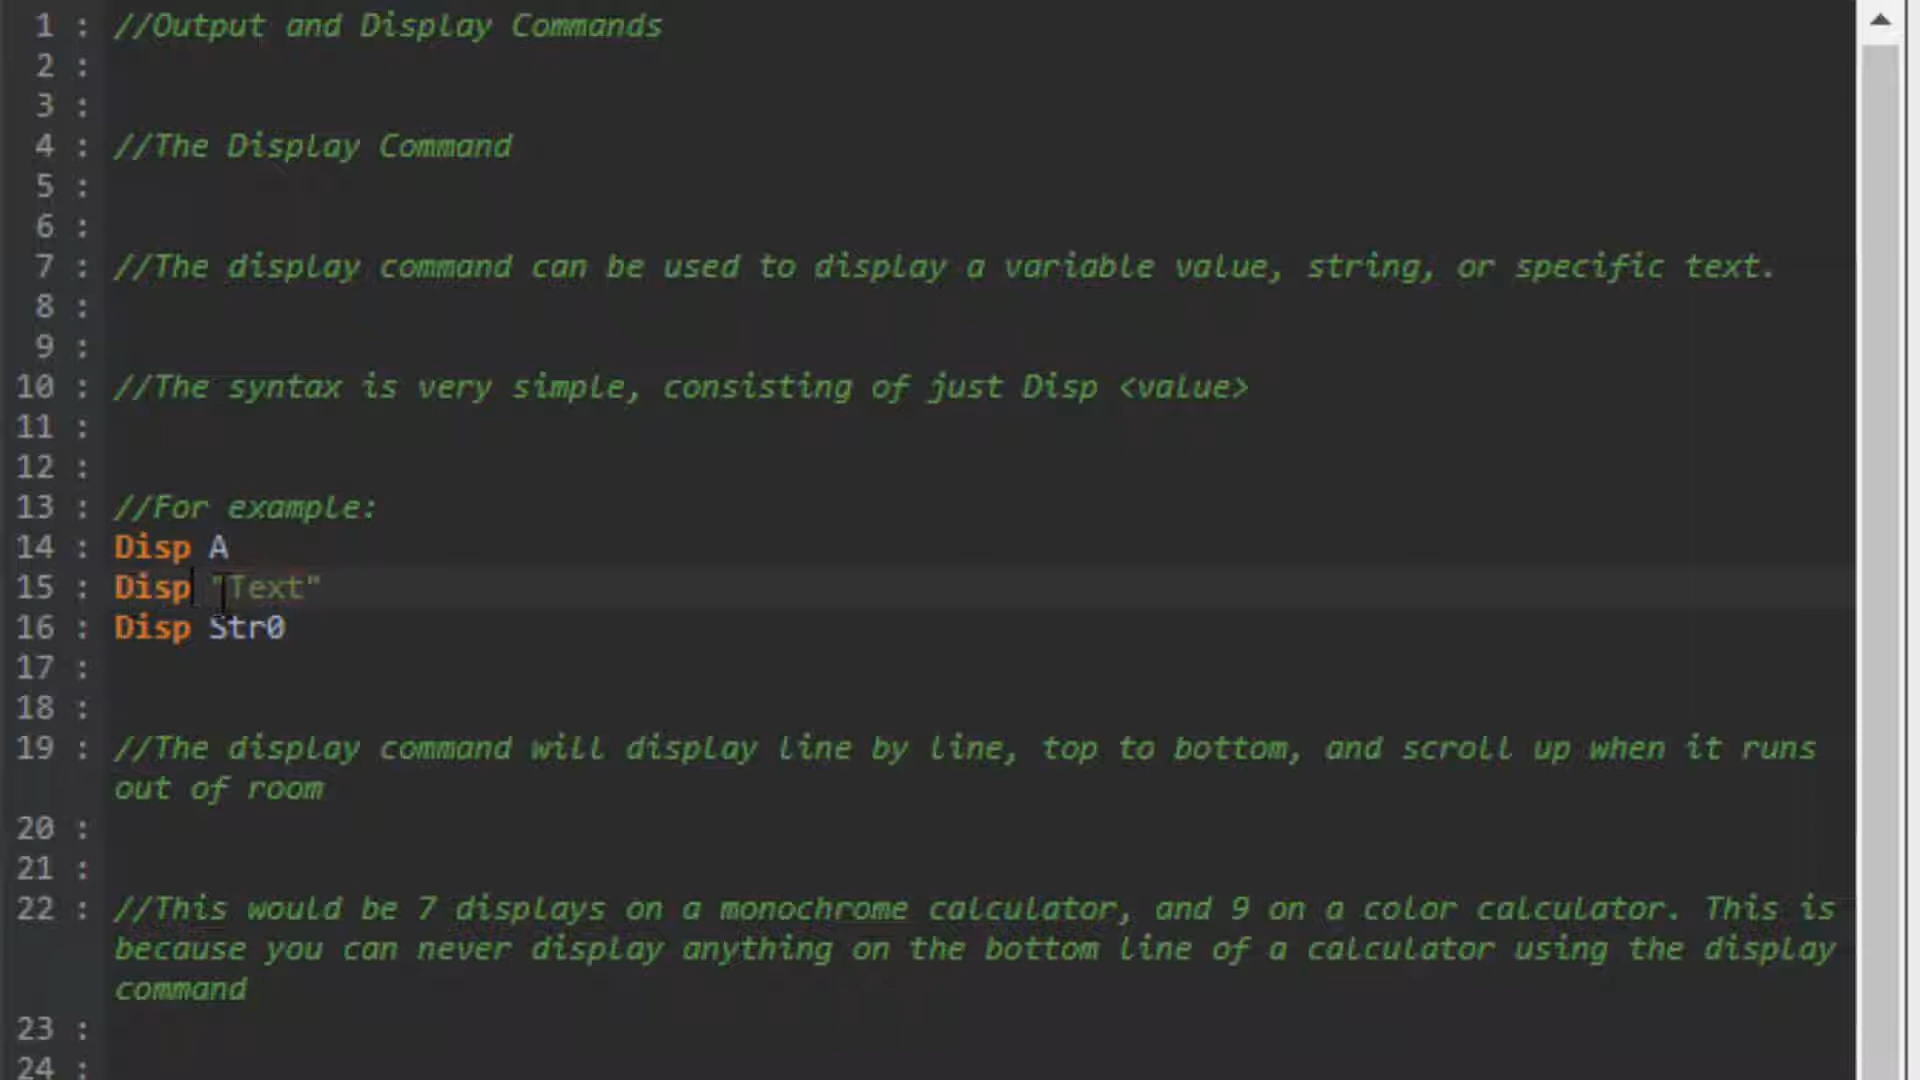 1 : //Output and Display Commands
2 :
3 :
4 : //The Display Command
5 :
6 :
7 : //The display command can be used to display a variable value, string, or specific text.
8 :
9 :
10 : //The syntax is very simple, consisting of just Disp <value>
11 :
12 :
13 : //For example:
14 : Disp A
15 : Disp "Text"
16 : Disp Str0
17 :
18 :
19 : //The display command will display line by line, top to bottom, and scroll up when it runs
out of room
20 :
21 :
22 : //This would be 7 displays on a monochrome calculator, and 9 on a color calculator. This is
because you can never display anything on the bottom line of a calculator using the display
command
23 :
24 :